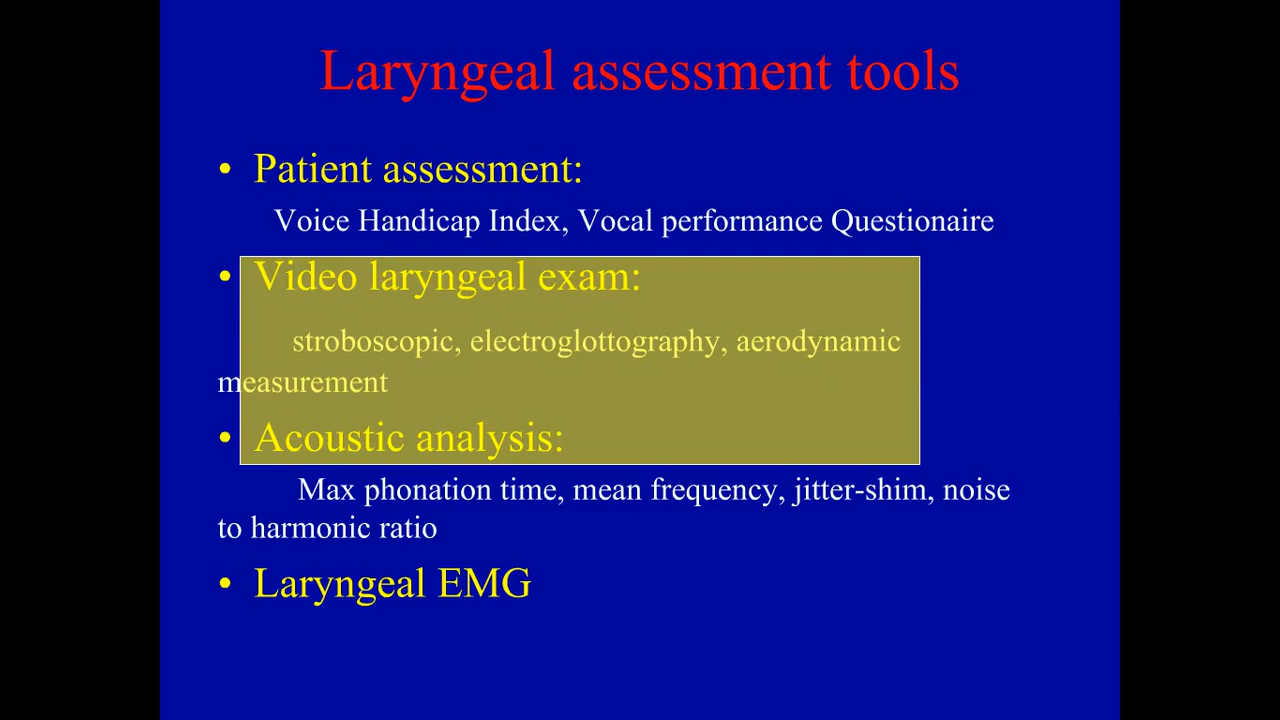 Laryngeal assessment tools
• Patient assessment:
Voice Handicap Index, Vocal performance Questionaire
• Video laryngeal exam:
stroboscopic, electroglottography, aerodynamic
measurement
• Acoustic analysis:
Max phonation time, mean frequency, jitter-shim, noise
to harmonic ratio
• Laryngeal EMG